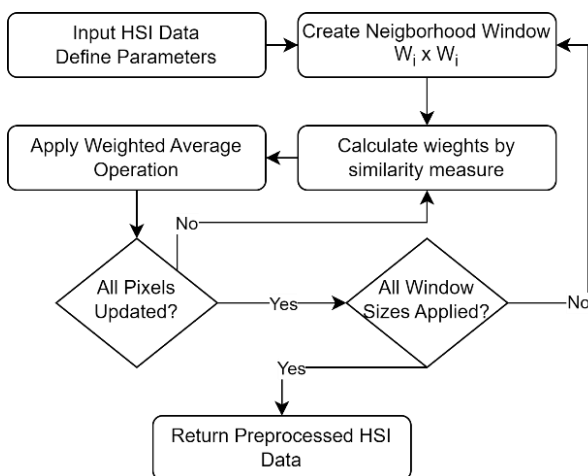 Input HSI Data
Define Parameters
Create Neigborhood Window
Wi x Wi
Apply Weighted Average
Operation
Calculate wieghts by
similarity measure
No
All Pixels
Updated?
Yes
All Window
Sizes Applied?
No
Yes
Return Preprocessed HSI
Data